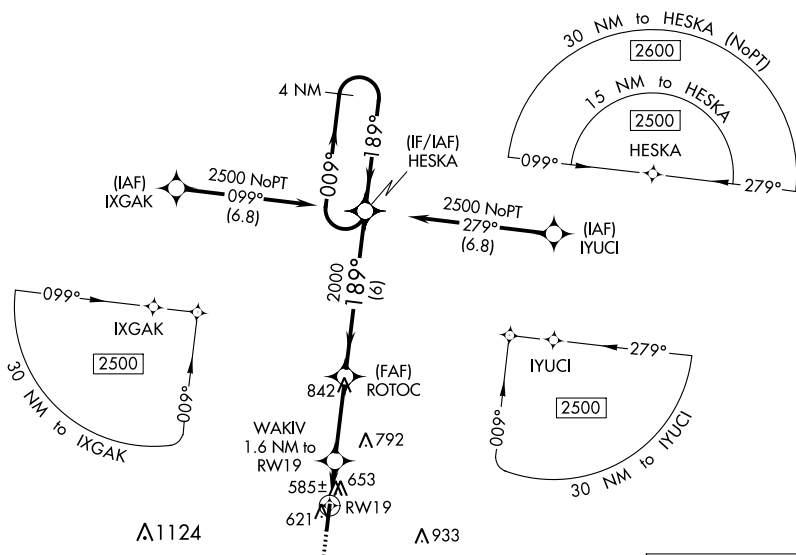 30 NM to HESKA (NoPT)
2600
15 NM to HESKA
2500
HESKA
099°
279°
4 NM
009°
189°
(IF/IAF)
HESKA
(IAF)
IXGAK
2500 NoPT
099°
(6.8)
2500 NoPT
279°
(6.8)
(IAF)
IYUCI
2000
189°
(6)
099°
IXGAK
2500
009°
30 NM to IXGAK
279°
IYUCI
2500
009°
30 NM to IYUCI
(FAF)
ROTOC
842
WAKIV
1.6 NM to
RW19
792
585±
653
RW19
621
1124
933